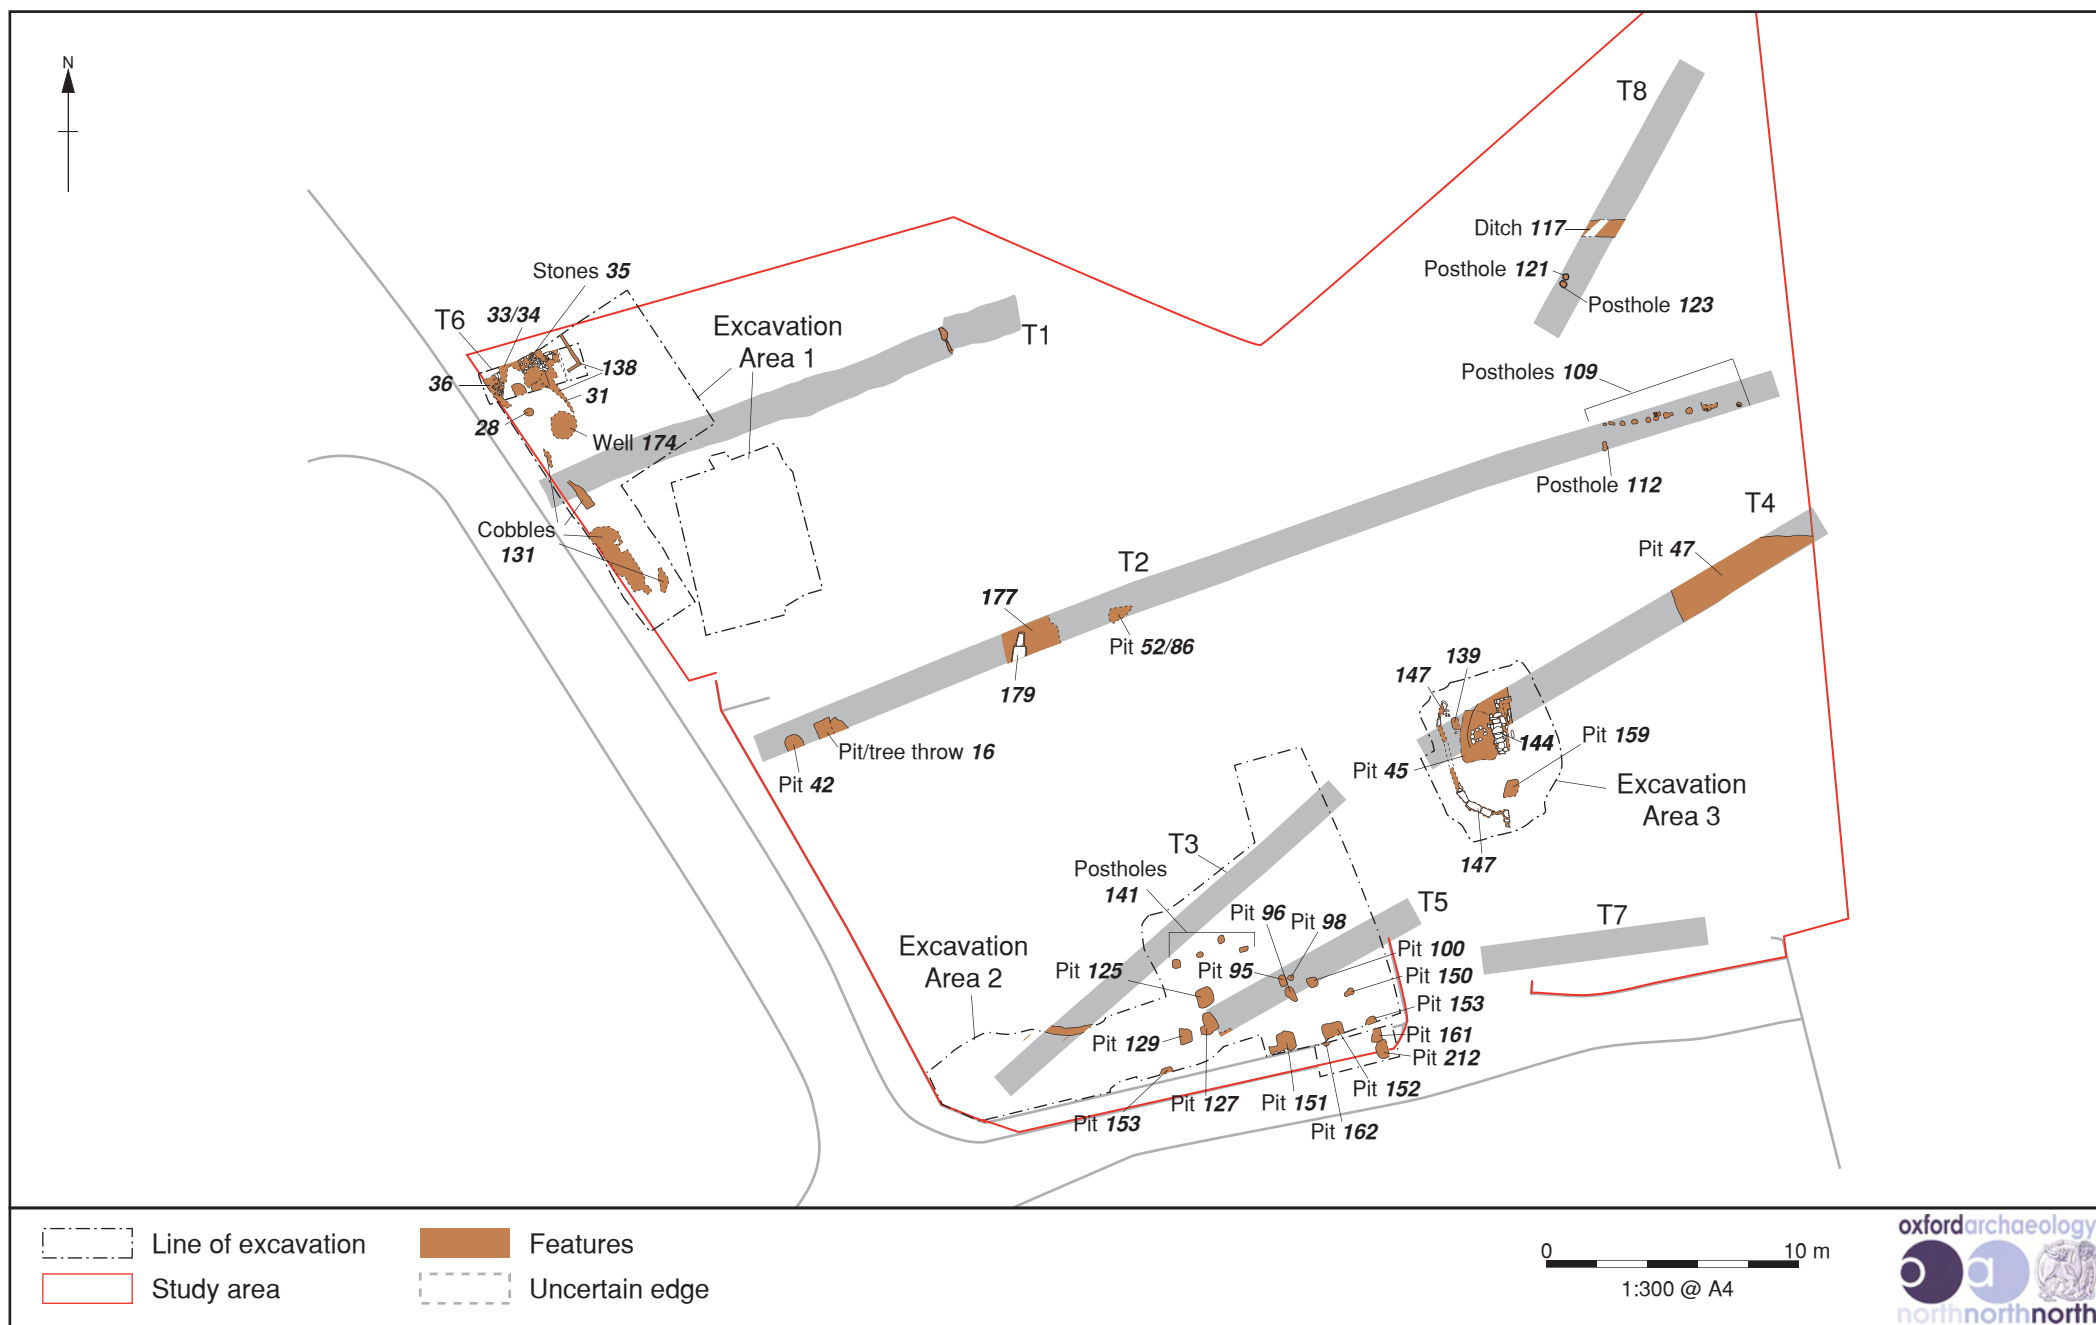 N
T8
Ditch 117
Posthole 121
Posthole 123
Stones 35
33/34
T6
Excavation
Area 1
T1
36
138
31
28
Well 174
Postholes 109
Posthole 112
T4
Pit 47
Cobbles
131
T2
177
Pit 52/86
179
139
147
144
Pit 159
Pit/tree throw 16
Pit 42
Pit 45
Excavation
Area 3
147
T3
Postholes
141
T5
T7
Pit 96
Pit 98
Excavation
Area 2
Pit 125
Pit 95
Pit 100
Pit 150
Pit 153
Pit 129
Pit 161
Pit 212
Pit 152
Pit 153
Pit 127
Pit 151
Pit 162
Line of excavation
Features
Study area
Uncertain edge
0
10 m
1:300 @ A4
oxfordarchaeology
o a
northnorthnorth